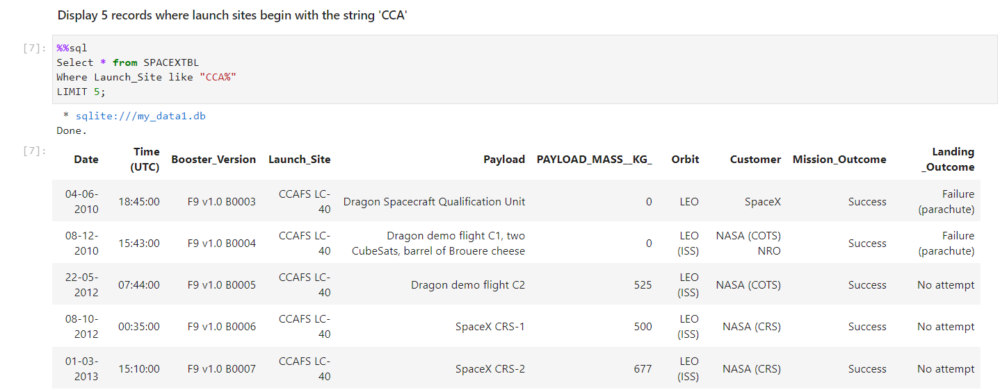 Display 5 records where launch sites begin with the string 'CCA'
[7]: %%sql
Select * from SPACEXTBL
Where Launch_Site like "CCA%"
LIMIT 5;
* sqlite:///my_data1.db
Done.
[7]:
Date Time (UTC) Booster_Version Launch_Site Payload PAYLOAD_MASS__KG_ Orbit Customer Mission_Outcome Landing _Outcome
04-06-2010 18:45:00 F9 v1.0 B0003 CCAFS LC-40 Dragon Spacecraft Qualification Unit 0 LEO SpaceX Success Failure (parachute)
08-12-2010 15:43:00 F9 v1.0 B0004 CCAFS LC-40 Dragon demo flight C1, two CubeSats, barrel of Brouere cheese 0 LEO (ISS) NASA (COTS) NRO Success Failure (parachute)
22-05-2012 07:44:00 F9 v1.0 B0005 CCAFS LC-40 Dragon demo flight C2 525 LEO (ISS) NASA (COTS) Success No attempt
08-10-2012 00:35:00 F9 v1.0 B0006 CCAFS LC-40 SpaceX CRS-1 500 LEO (ISS) NASA (CRS) Success No attempt
01-03-2013 15:10:00 F9 v1.0 B0007 CCAFS LC-40 SpaceX CRS-2 677 LEO (ISS) NASA (CRS) Success No attempt